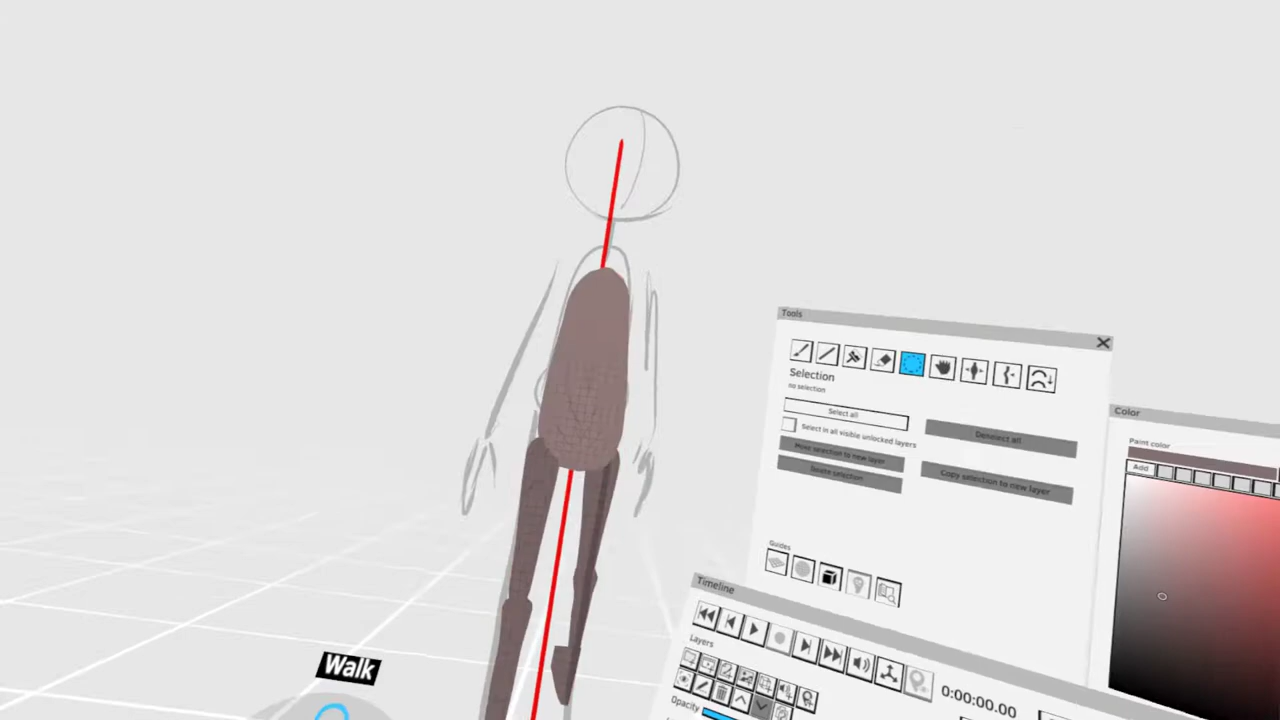 Tools
Selection
no selection
Select all
Deselect all
Select in all visible unlocked layers
Move selection to new layer
Copy selection to new layer
Delete selection
Guides
Color
Paint color
Add
Timeline
Layers
Opacity
0:00:00.00
Walk